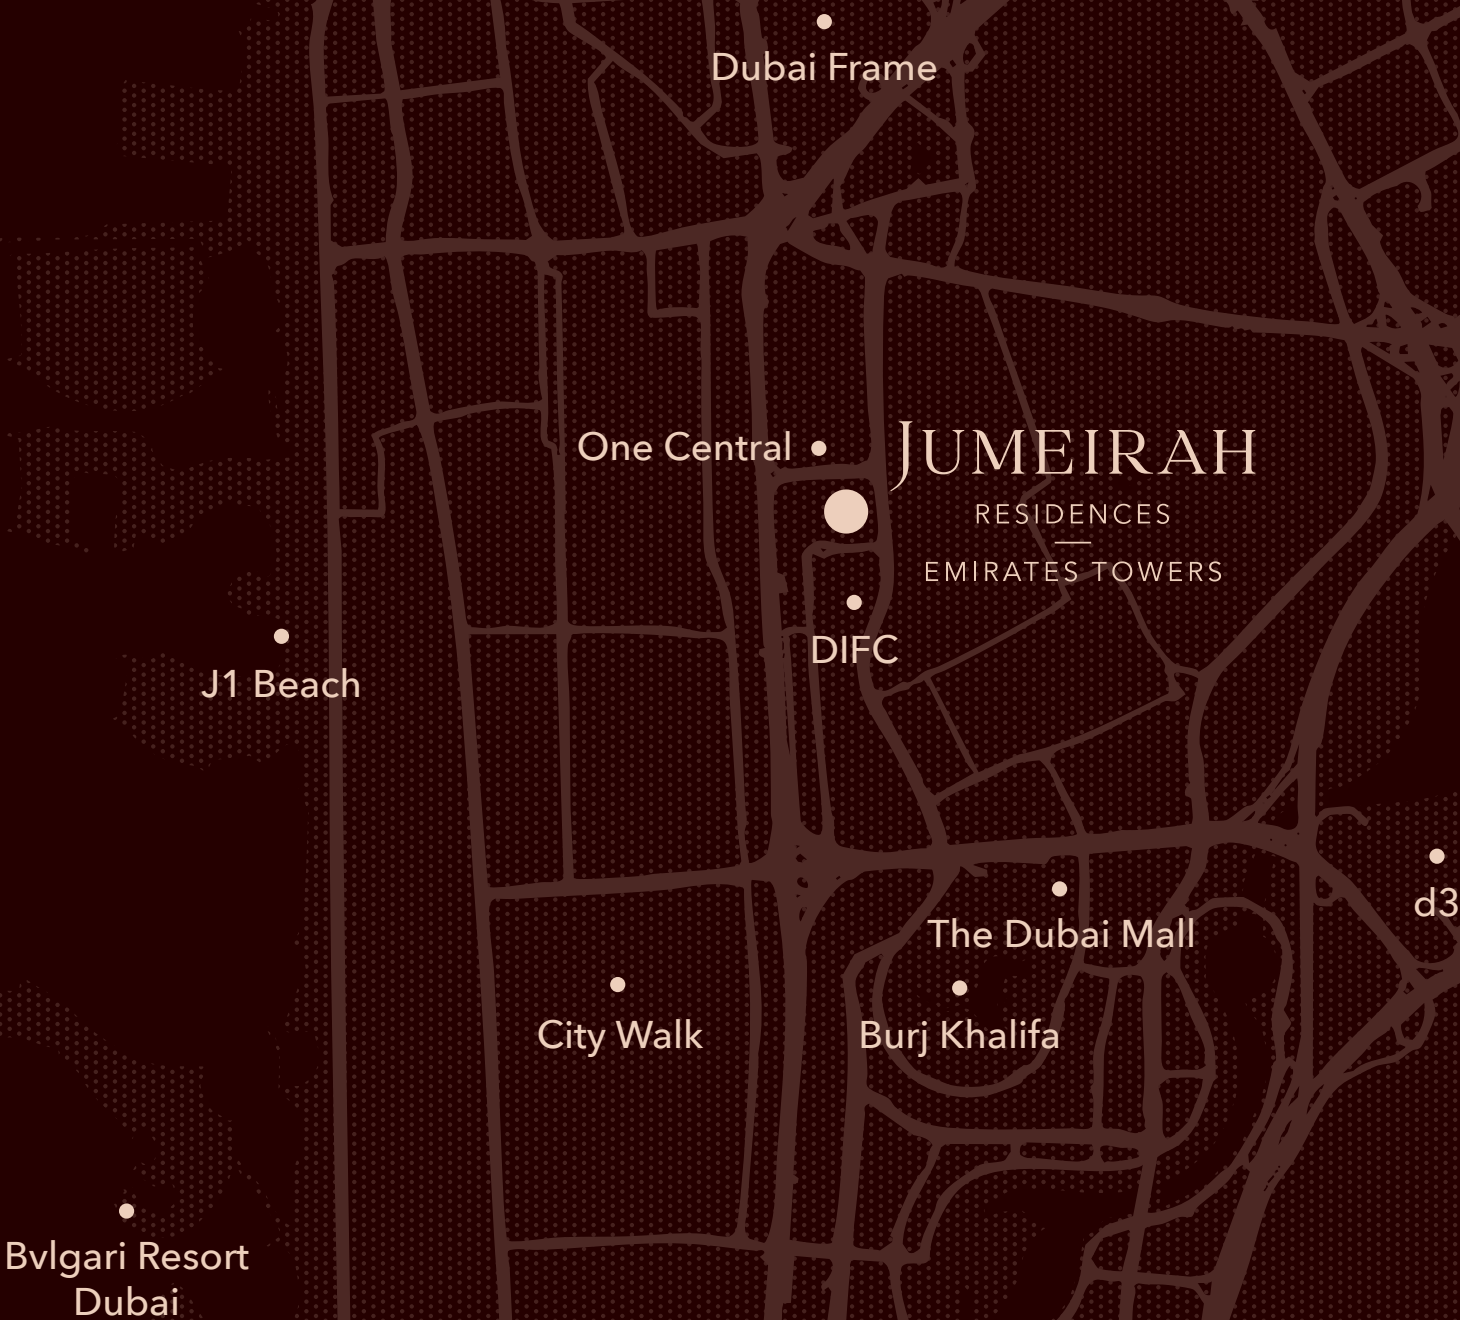 Dubai Frame
One Central
JUMEIRAH
RESIDENCES
EMIRATES TOWERS
DIFC
J1 Beach
d3
The Dubai Mall
City Walk
Burj Khalifa
Bvlgari Resort
Dubai